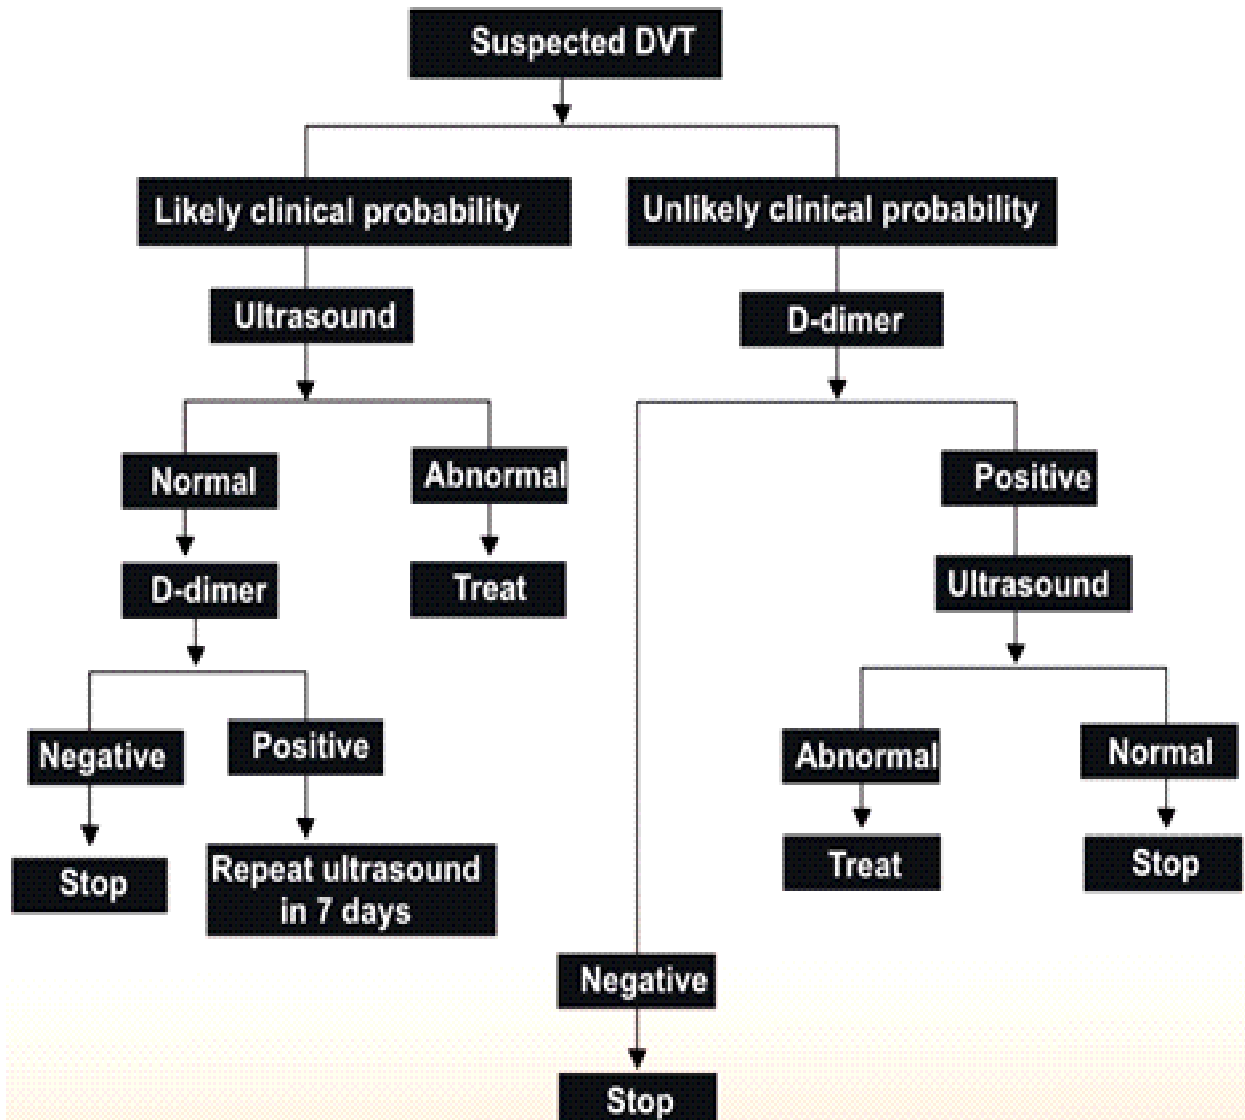 Suspected DVT
Likely clinical probability
Unlikely clinical probability
Ultrasound
D-dimer
Normal
Abnormal
Positive
D-dimer
Treat
Ultrasound
Negative
Positive
Abnormal
Normal
Stop
Repeat ultrasound
in 7 days
Treat
Stop
Negative
Stop